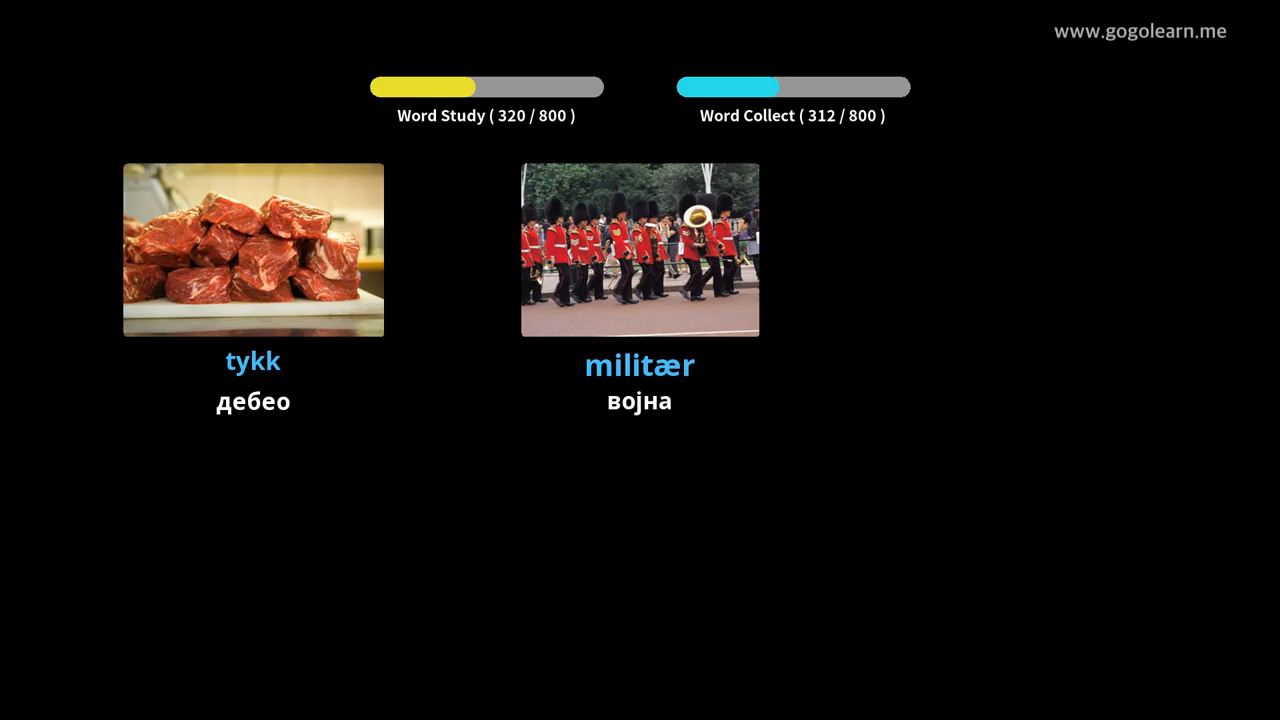 www.gogolearn.me
Word Study ( 320 / 800 )
Word Collect ( 312 / 800 )
tykk
дебео
militær
војна